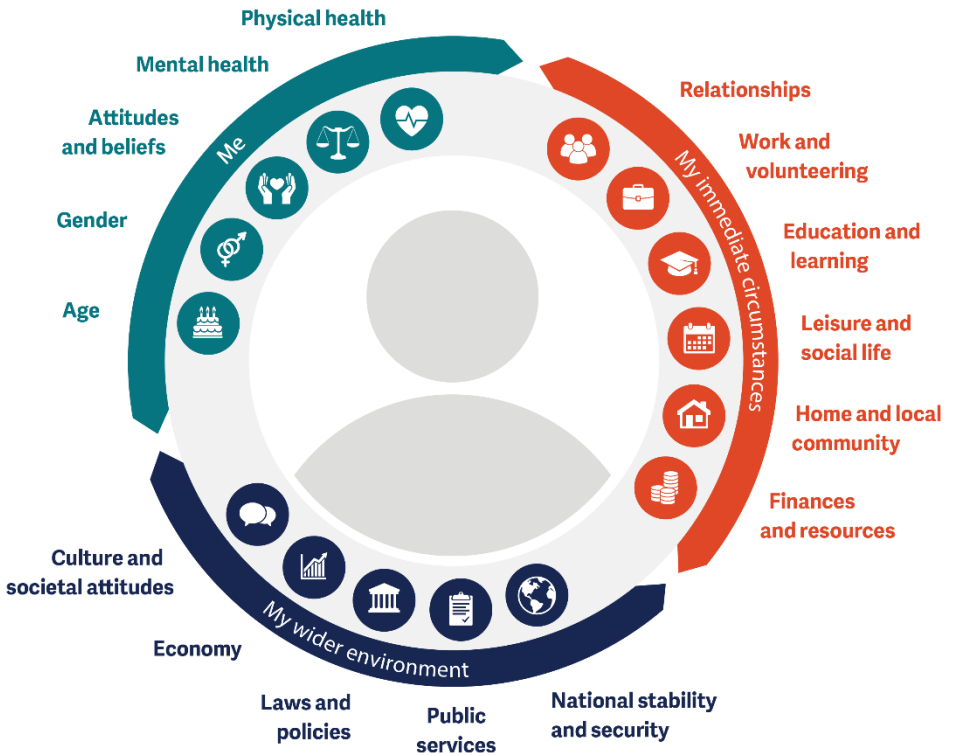 Physical health
Mental health
Attitudes
and beliefs
Gender
Age
Me
Relationships
Work and
volunteering
Education and
learning
Leisure and
social life
Home and local
community
Finances
and resources
My immediate circumstances
Culture and
societal attitudes
Economy
Laws and
policies
Public
services
National stability
and security
My wider environment